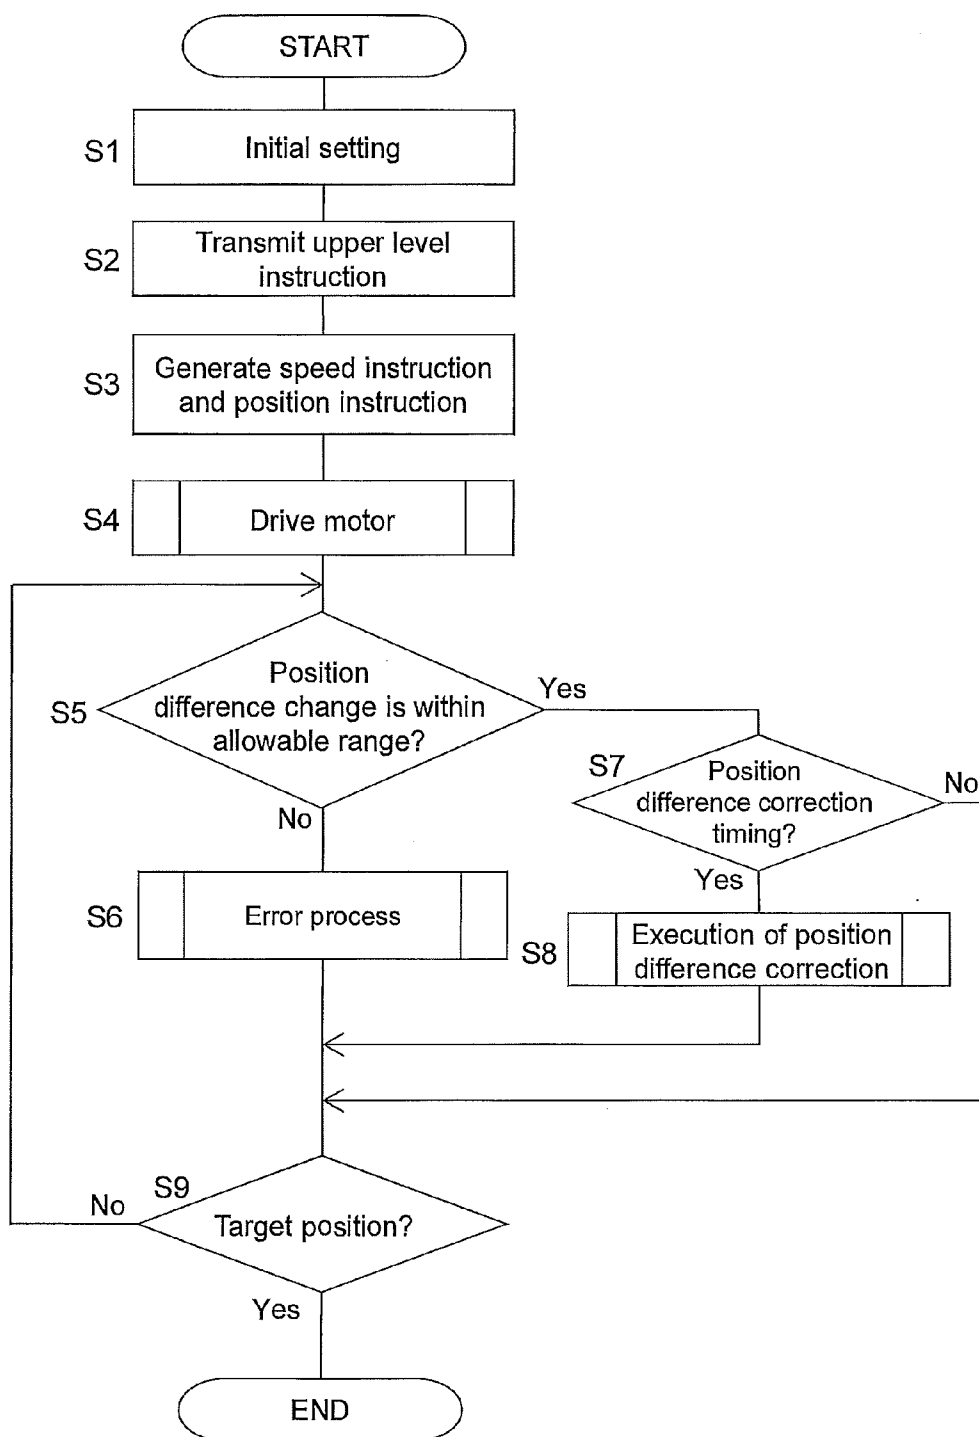 START
S1
Initial setting
S2
Transmit upper level
instruction
S3
Generate speed instruction
and position instruction
S4
Drive motor
S5
Position
difference change is within
allowable range?
Yes
No
S7
Position
difference correction
timing?
No
Yes
S6
Error process
S8
Execution of position
difference correction
S9
Target position?
No
Yes
END